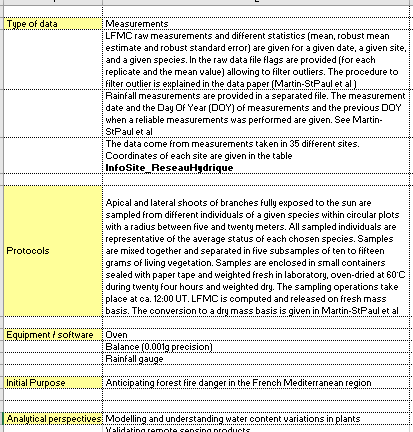 Type of data Measurements
LFMC raw measurements and different statistics (mean, robust mean
estimate and robust standard error) are given for a given date, a given site,
and a given species. In the raw data file flags are provided (for each
replicate and the mean value) allowing to filter outliers. The procedure to
filter outlier is explained in the data paper (Martin-StPaul et al )
Rainfall measurements are provided in a separated file. The measurement
date and the Day Of Year (DOY) of measurements and the previous DOY
when a reliable measurements was performed are given. See Martin-
StPaul et al
The data come from measurements taken in 35 different sites.
Coordinates of each site are given in the table
InfoSite_ReseauHydrique
Apical and lateral shoots of branches fully exposed to the sun are
sampled from different individuals of a given species within circular plots
with a radius between five and twenty meters. All sampled individuals are
representative of the average status of each chosen species. Samples
Protocols are mixed together and separated in five subsamples of ten to fifteen
grams of living vegetation. Samples are enclosed in small containers
sealed with paper tape and weighted fresh in laboratory, oven-dried at 60°C
during twenty four hours and weighted dry. The sampling operations take
place at ca. 12:00 UT. LFMC is computed and released on fresh mass
basis. The conversion to a dry mass basis is given in Martin-StPaul et al
Equipment / software Oven
Balance (0.001g precision)
Rainfall gauge
Initial Purpose Anticipating forest fire danger in the French Mediterranean region
Analytical perspectives Modelling and understanding water content variations in plants
Validating remote sensing products